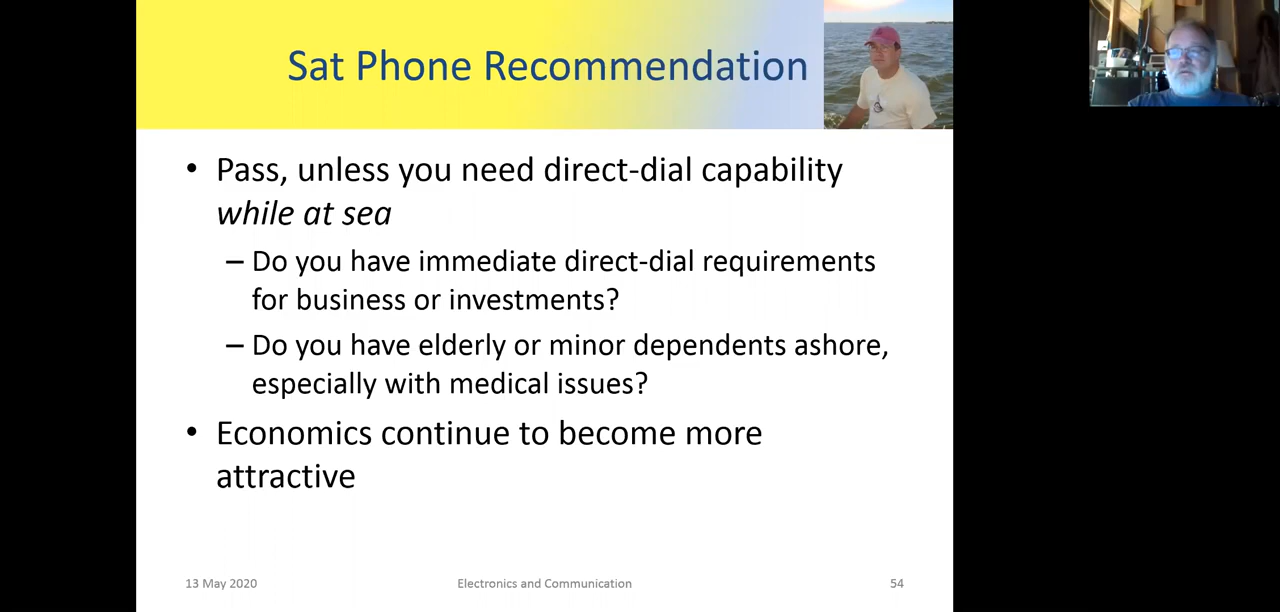 Sat Phone Recommendation
• Pass, unless you need direct-dial capability
while at sea
– Do you have immediate direct-dial requirements
for business or investments?
– Do you have elderly or minor dependents ashore,
especially with medical issues?
• Economics continue to become more
attractive
13 May 2020 Electronics and Communication 54